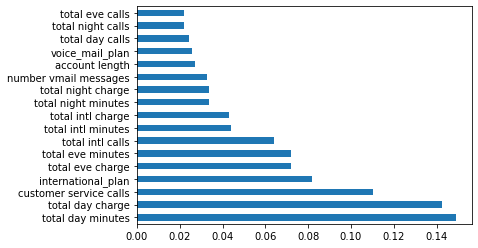 total eve calls
total night calls
total day calls
voice_mail_plan
account length
number vmail messages
total night charge
total night minutes
total intl charge
total intl minutes
total intl calls
total eve minutes
total eve charge
international_plan
customer service calls
total day charge
total day minutes
0.00 0.02 0.04 0.06 0.08 0.10 0.12 0.14